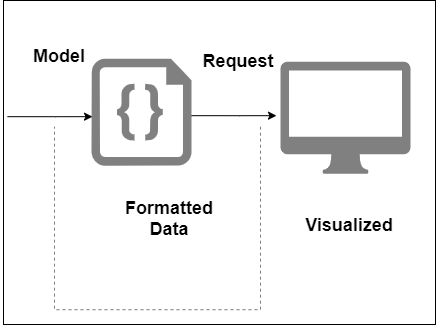 Model
Request
{}
Formatted
Data
Visualized